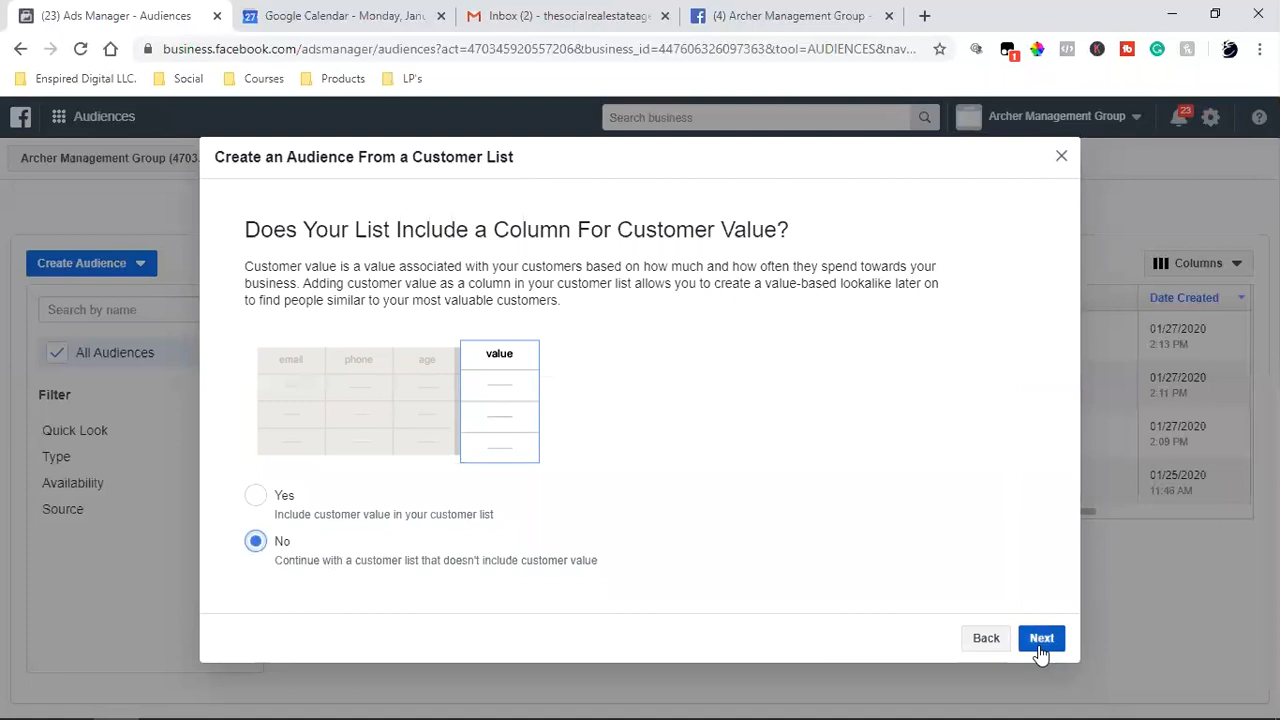 (23) Ads Manager - Audiences
Google Calendar - Monday, Janu
Inbox (2) - thesocialrealestateag
(4) Archer Management Group -
business.facebook.com/adsmanager/audiences?act=470345920557206&business_id=447606326097363&tool=AUDIENCES&nav...
1
Enspired Digital LLC.
Social
Courses
Products
LP's
Audiences
Search business
Archer Management Group
23
Archer Management Group (4703
Create an Audience From a Customer List
Does Your List Include a Column For Customer Value?
Customer value is a value associated with your customers based on how much and how often they spend towards your
business. Adding customer value as a column in your customer list allows you to create a value-based lookalike later on
to find people similar to your most valuable customers.
email
phone
age
value
Yes
Include customer value in your customer list
No
Continue with a customer list that doesn't include customer value
Back
Next
Create Audience
Search by name
All Audiences
Filter
Quick Look
Type
Availability
Source
Columns
Date Created
01/27/2020
2:13 PM
01/27/2020
2:11 PM
01/27/2020
2:09 PM
01/25/2020
11:46 AM